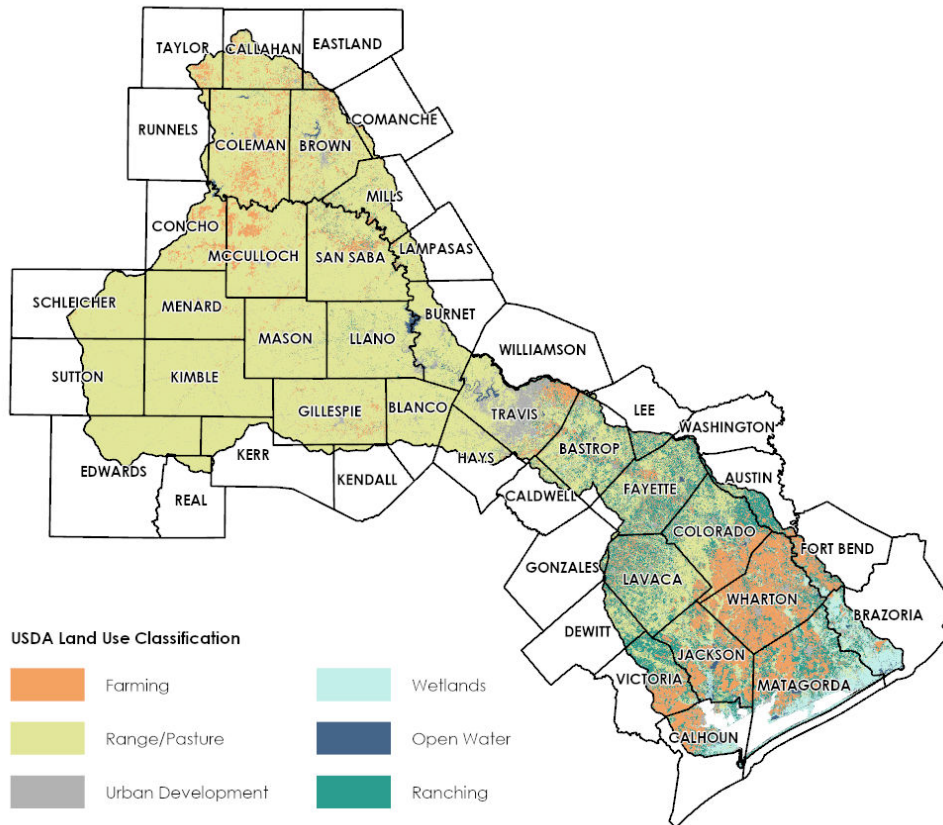 TAYLOR
CALLAHAN
EASTLAND
RUNNELS
COLEMAN
BROWN
COMANCHE
MILLS
CONCHO
MCCULLOCH
SAN SABA
LAMPASAS
SCHLEICHER
MENARD
MASON
LLANO
BURNET
WILLIAMSON
SUTTON
KIMBLE
GILLESPIE
BLANCO
TRAVIS
LEE
WASHINGTON
BASTROP
EDWARDS
KERR
REAL
KENDALL
HAYS
CALDWELL
FAYETTE
AUSTIN
COLORADO
GONZALES
LAVACA
FORT BEND
WHARTON
BRAZORIA
DEWITT
JACKSON
VICTORIA
MATAGORDA
CALHOUN
USDA Land Use Classification
Farming
Wetlands
Range/Pasture
Open Water
Urban Development
Ranching